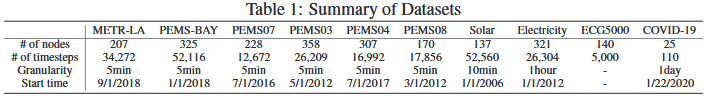 Table 1: Summary of Datasets
METR-LA PEMS-BAY PEMS07 PEMS03 PEMS04 PEMS08 Solar Electricity ECG5000 COVID-19
# of nodes 207 325 228 358 307 170 137 321 140 25
# of timesteps 34,272 52,116 12,672 26,209 16,992 17,856 52,560 26,304 5,000 110
Granularity 5min 5min 5min 5min 5min 5min 10min 1hour - 1day
Start time 9/1/2018 1/1/2018 7/1/2016 5/1/2012 7/1/2017 3/1/2012 1/1/2006 1/1/2012 - 1/22/2020